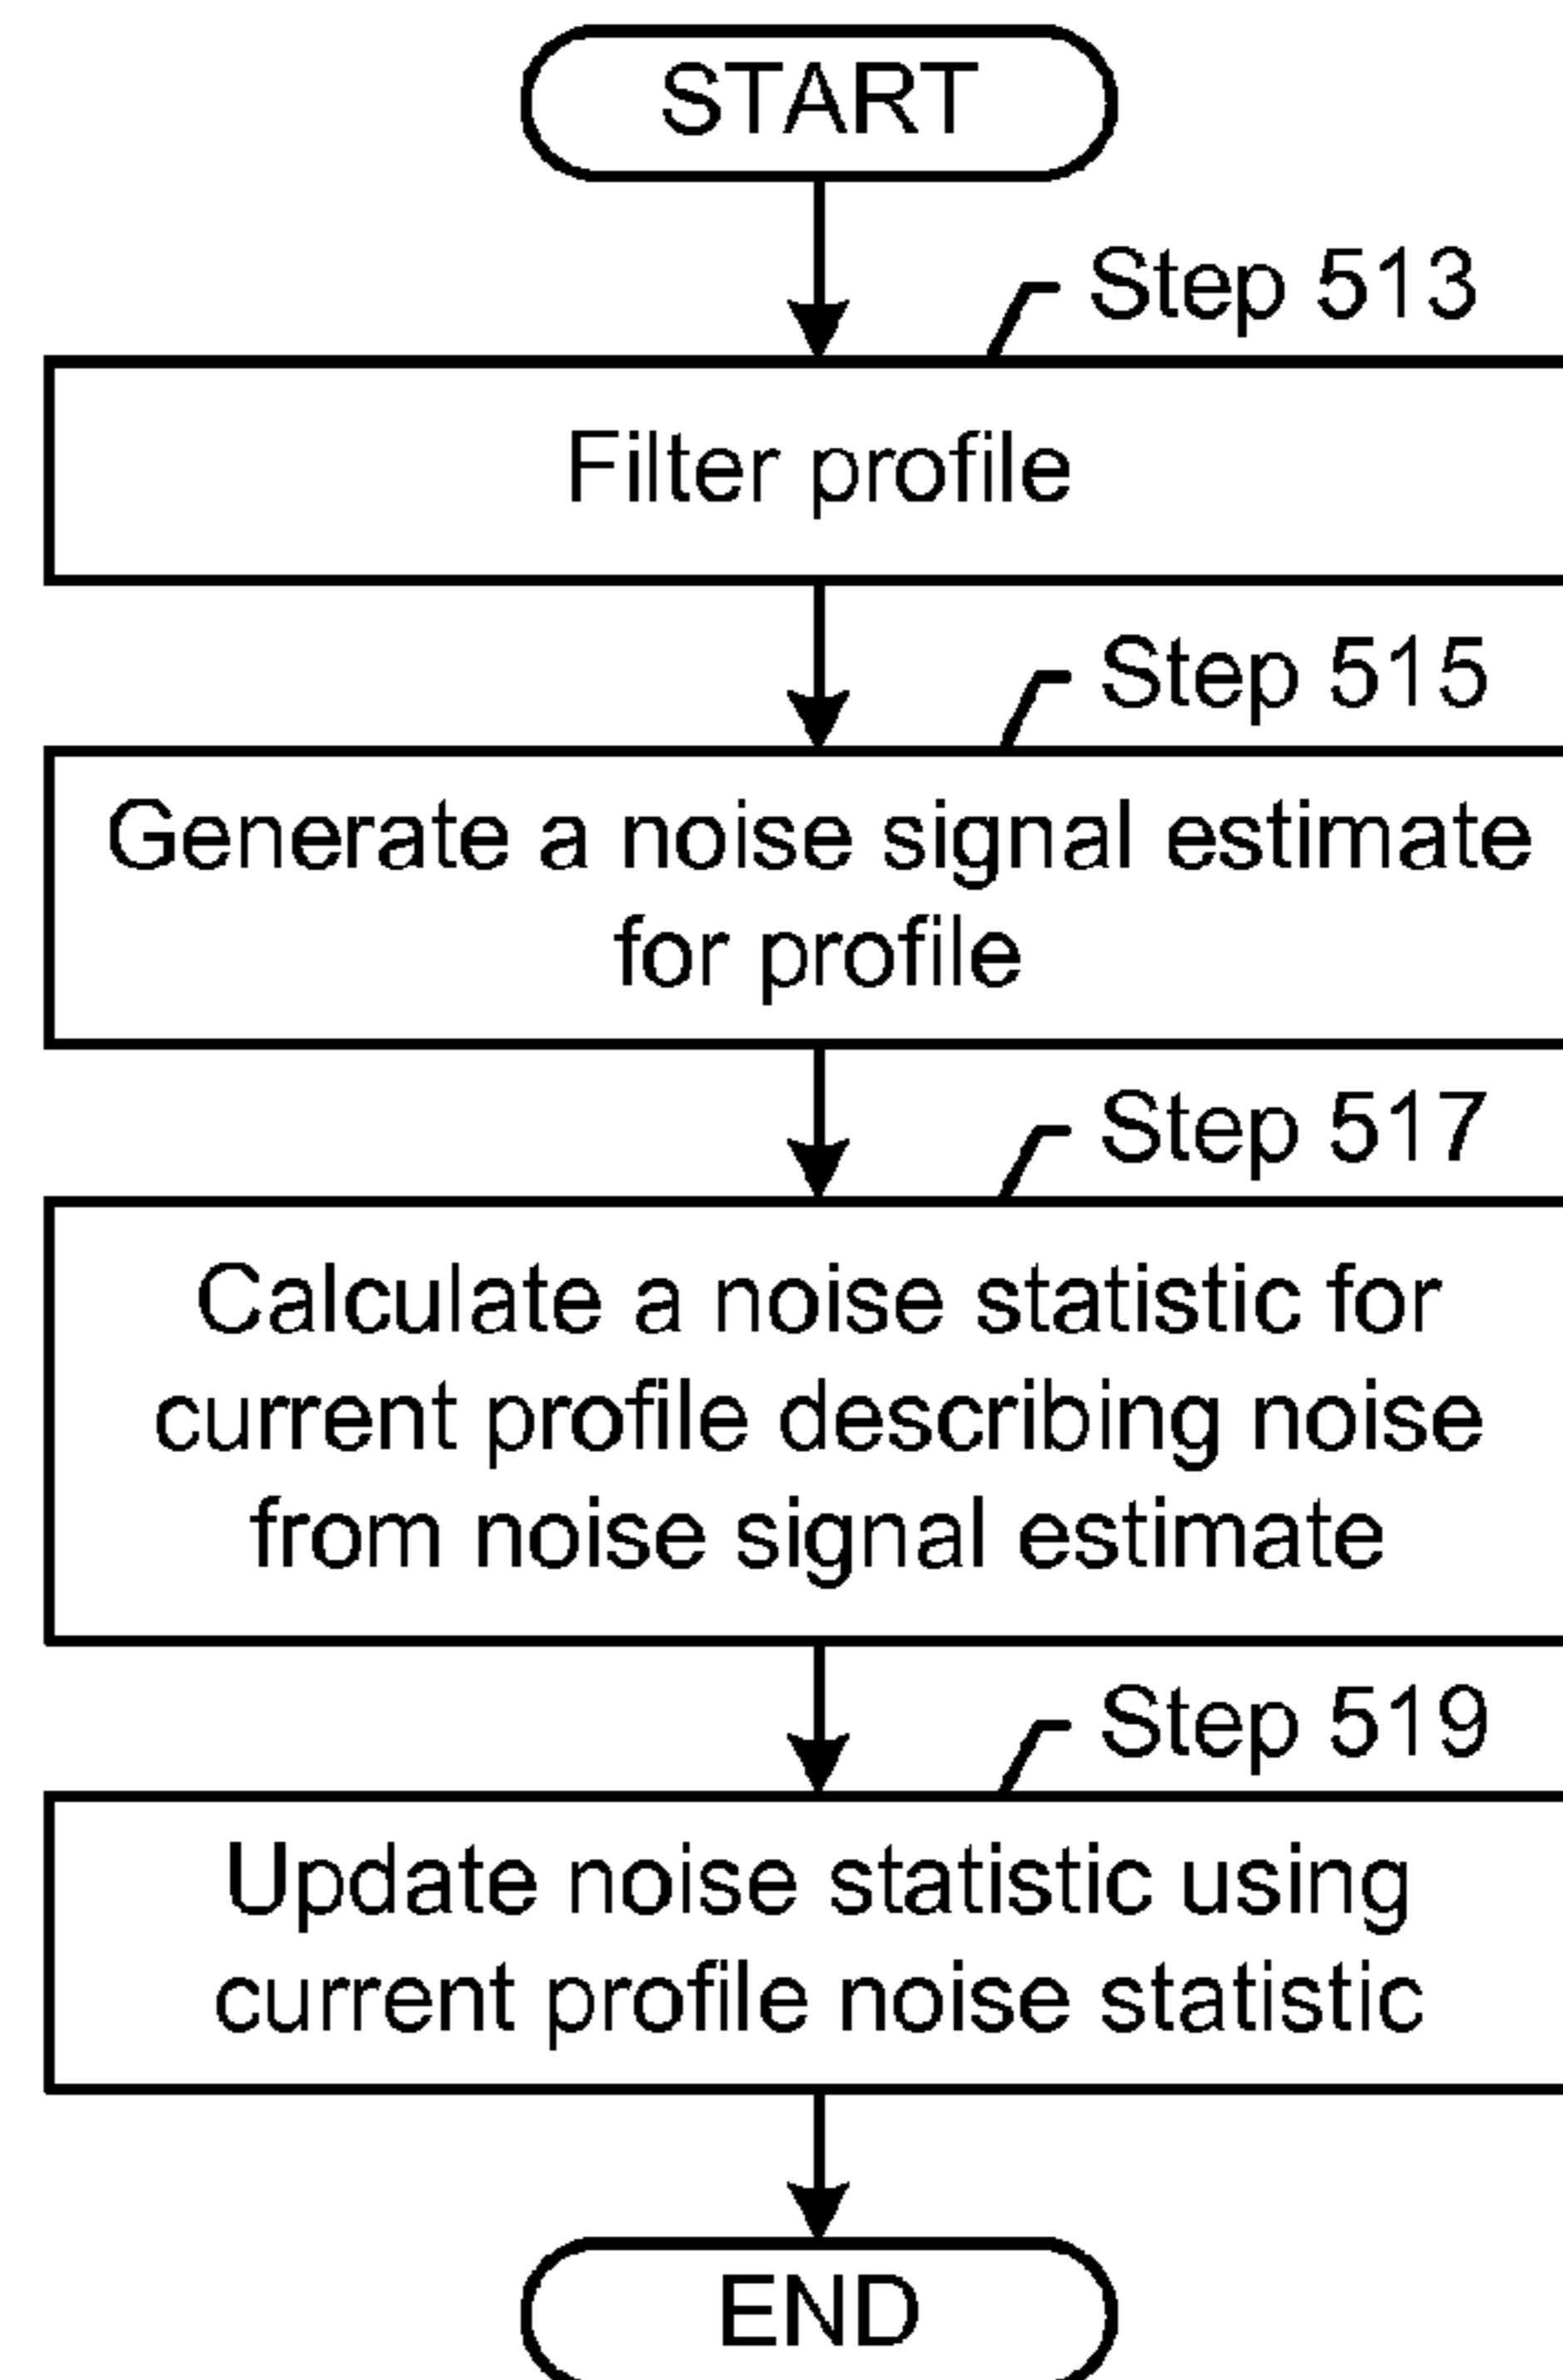 START
Step 513
Filter profile
Step 515
Generate a noise signal estimate
for profile
Step 517
Calculate a noise statistic for
current profile describing noise
from noise signal estimate
Step 519
Update noise statistic using
current profile noise statistic
END